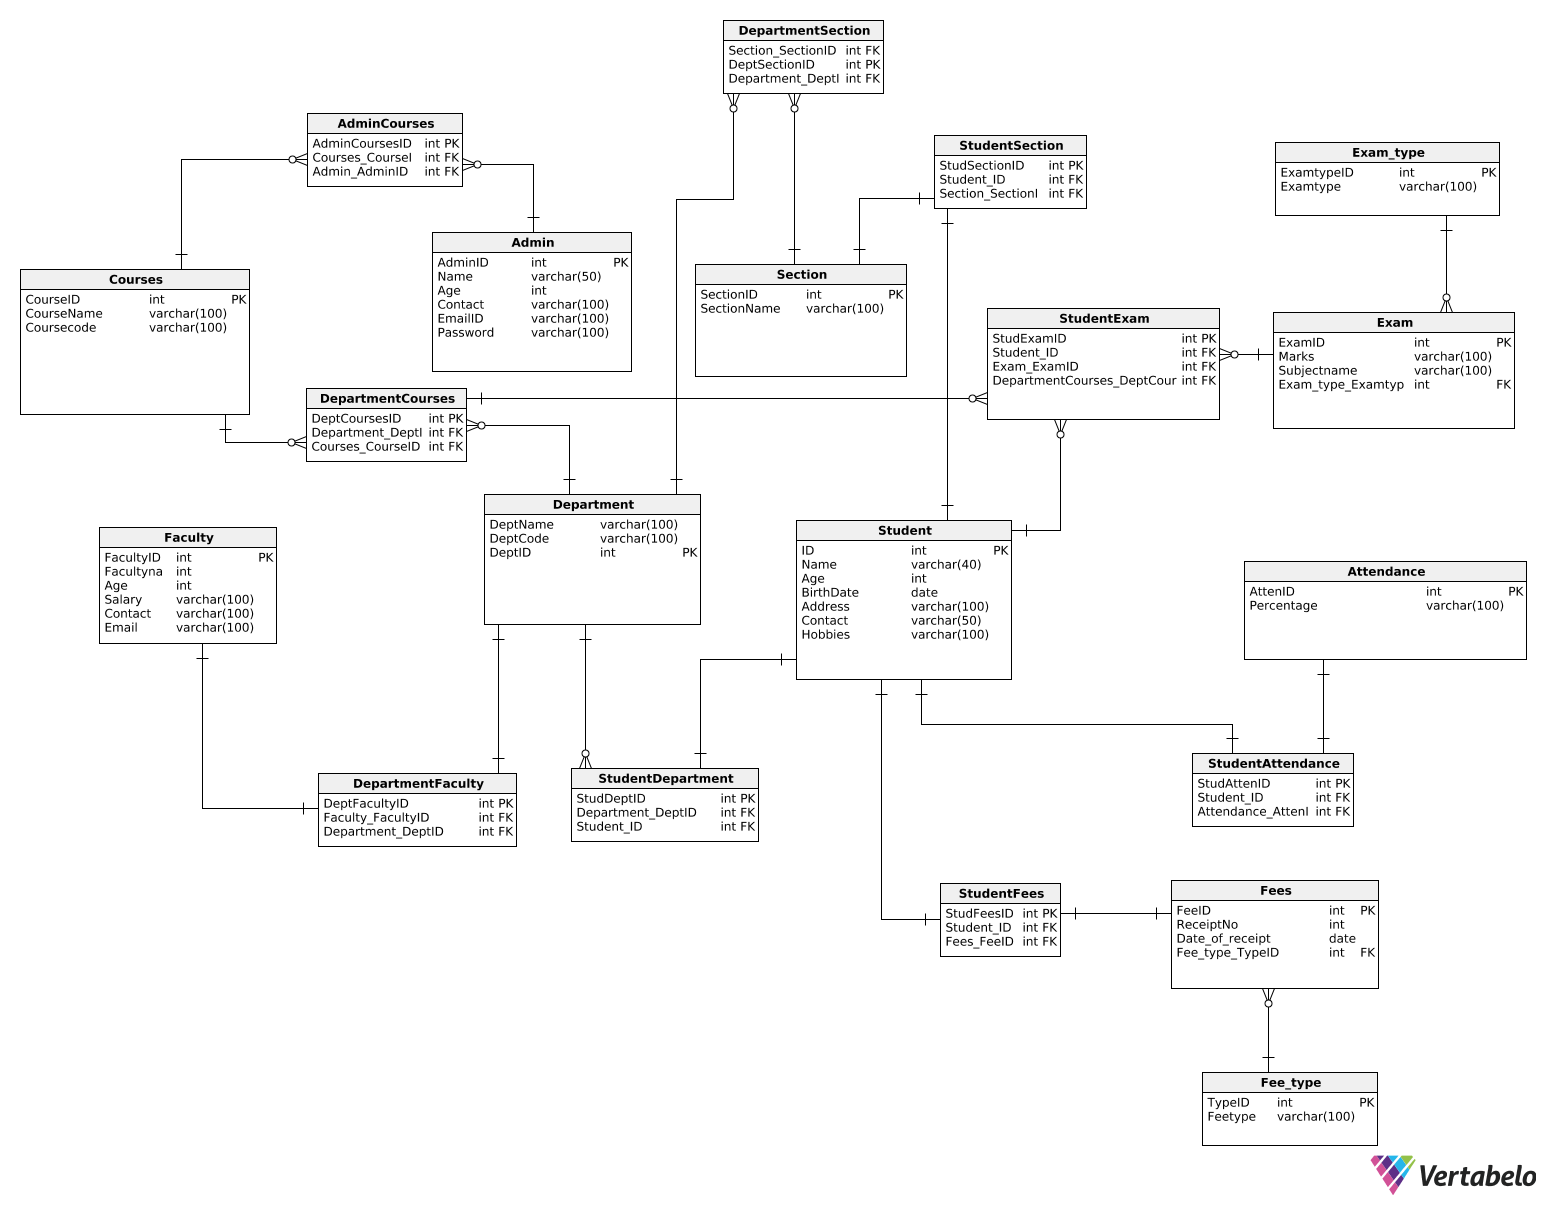 DepartmentSection
Section_SectionID int FK
DeptSectionID int PK
Department_DeptI int FK
AdminCourses
AdminCoursesID int PK
Courses_CourseI int FK
Admin_AdminID int FK
StudentSection
StudSectionID int PK
Student_ID int FK
Section_SectionI int FK
Exam_type
ExamtypeID int PK
Examtype varchar(100)
Admin
AdminID int PK
Name varchar(50)
Age int
Contact varchar(100)
EmailID varchar(100)
Password varchar(100)
Courses
CourseID int PK
CourseName varchar(100)
Coursecode varchar(100)
Section
SectionID int PK
SectionName varchar(100)
StudentExam
StudExamID int PK
Student_ID int FK
Exam_ExamID int FK
DepartmentCourses_DeptCour int FK
Exam
ExamID int PK
Marks varchar(100)
Subjectname varchar(100)
Exam_type_Examtyp int FK
DepartmentCourses
DeptCoursesID int PK
Department_DeptI int FK
Courses_CourseID int FK
Department
DeptName varchar(100)
DeptCode varchar(100)
DeptID int PK
Faculty
FacultyID int PK
Facultyna int
Age int
Salary varchar(100)
Contact varchar(100)
Email varchar(100)
Student
ID int PK
Name varchar(40)
Age int
BirthDate date
Address varchar(100)
Contact varchar(50)
Hobbies varchar(100)
Attendance
AttenID int PK
Percentage varchar(100)
DepartmentFaculty
DeptFacultyID int PK
Faculty_FacultyID int FK
Department_DeptID int FK
StudentDepartment
StudDeptID int PK
Department_DeptID int FK
Student_ID int FK
StudentAttendance
StudAttenID int PK
Student_ID int FK
Attendance_AttenI int FK
StudentFees
StudFeesID int PK
Student_ID int FK
Fees_FeeID int FK
Fees
FeeID int PK
ReceiptNo int
Date_of_receipt date
Fee_type_TypeID int FK
Fee_type
TypeID int PK
Feetype varchar(100)
Vertabelo